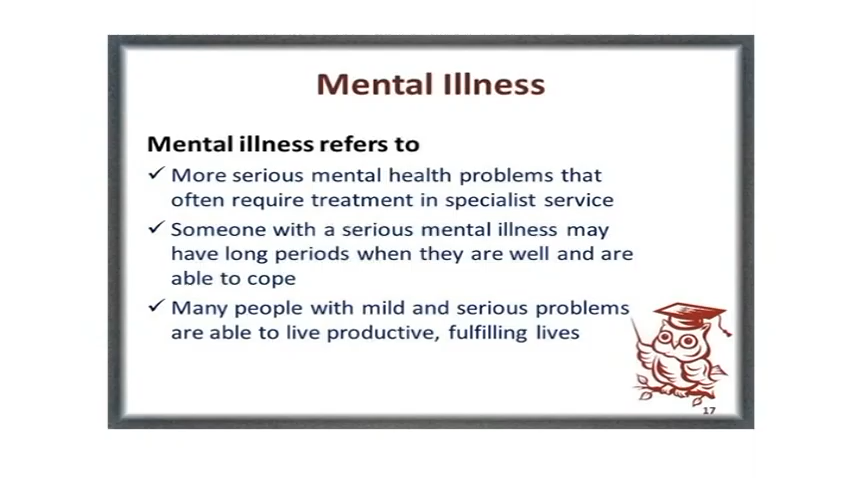 Mental Illness
Mental illness refers to
✓ More serious mental health problems that
often require treatment in specialist service
✓ Someone with a serious mental illness may
have long periods when they are well and are
able to cope
✓ Many people with mild and serious problems
are able to live productive, fulfilling lives
17